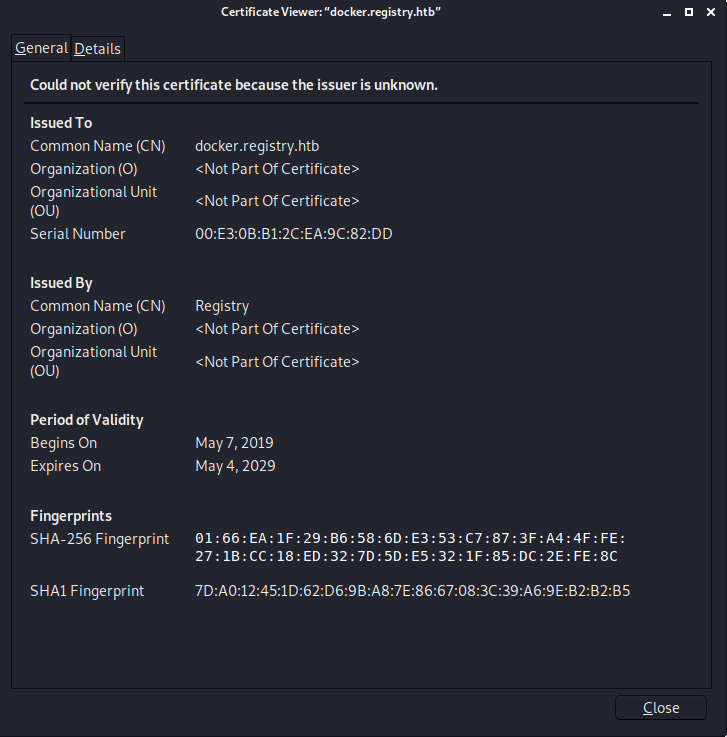 Certificate Viewer: “docker.registry.htb”
General Details
Could not verify this certificate because the issuer is unknown.
Issued To
Common Name (CN) docker.registry.htb
Organization (O) <Not Part Of Certificate>
Organizational Unit (OU) <Not Part Of Certificate>
Serial Number 00:E3:0B:B1:2C:EA:9C:82:DD
Issued By
Common Name (CN) Registry
Organization (O) <Not Part Of Certificate>
Organizational Unit (OU) <Not Part Of Certificate>
Period of Validity
Begins On May 7, 2019
Expires On May 4, 2029
Fingerprints
SHA-256 Fingerprint 01:66:EA:1F:29:B6:58:6D:E3:53:C7:87:3F:A4:4F:FE:
27:1B:CC:18:ED:32:7D:5D:E5:32:1F:85:DC:2E:FE:8C
SHA1 Fingerprint 7D:A0:12:45:1D:62:D6:9B:A8:7E:86:67:08:3C:39:A6:9E:B2:B2:B5
Close